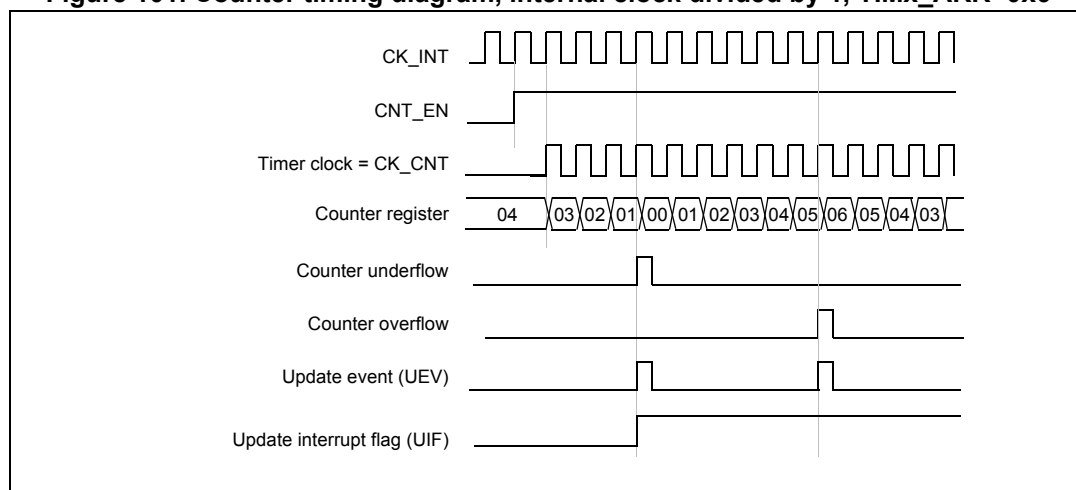 CK_INT
CNT_EN
Timer clock = CK_CNT
Counter register 04 03 02 01 00 01 02 03 04 05 06 05 04 03
Counter underflow
Counter overflow
Update event (UEV)
Update interrupt flag (UIF)